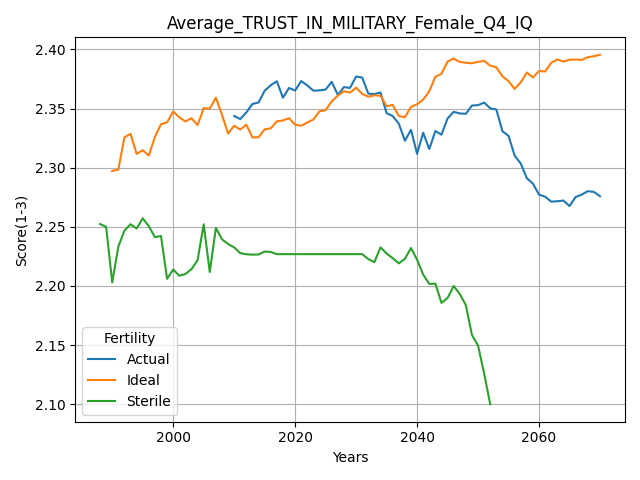 Average_TRUST_IN_MILITARY_Female_Q4_IQ
Score(1-3)
2.40
2.35
2.30
2.25
2.20
2.15
2.10
Fertility
Actual
Ideal
Sterile
2000 2020 2040 2060
Years